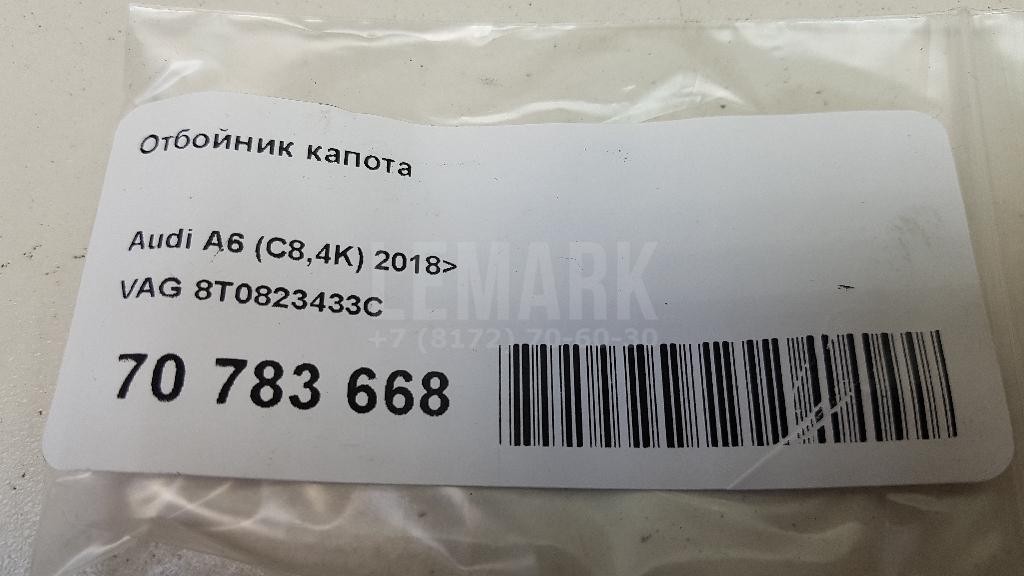 Отбойник капота
Audi A6 (C8,4K) 2018>
VAG 8T0823433C
LEMARK
+7 (8172) 70-60-30
70 783 668